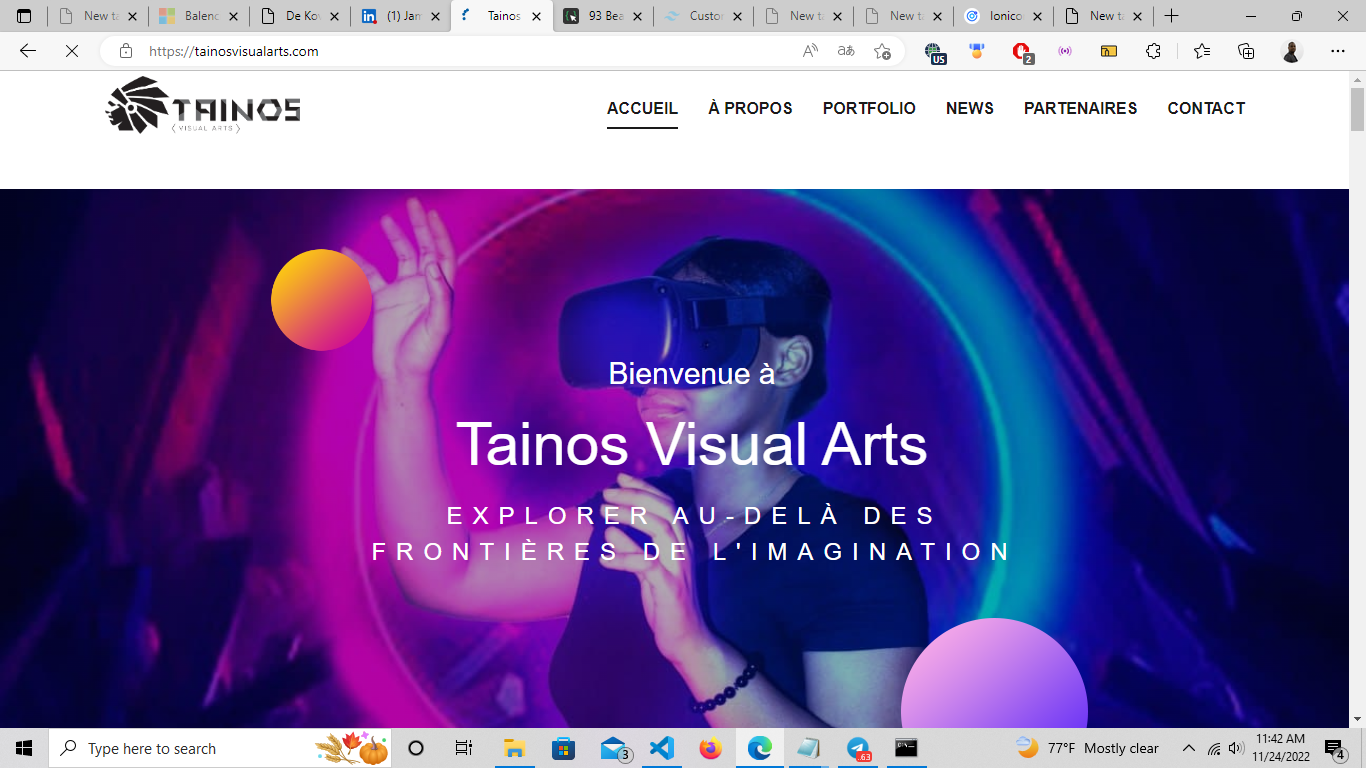 New ta
Balenc
De Kov
(1) Jan
Tainos
93 Bea
Custor
New ta
New ta
Ionico
New ta
https://tainosvisualarts.com
US
2
TAINOS
VISUAL ARTS
ACCUEIL
À PROPOS
PORTFOLIO
NEWS
PARTENAIRES
CONTACT
Bienvenue à
Tainos Visual Arts
EXPLORER AU-DELÀ DES
FRONTIÈRES DE L'IMAGINATION
Type here to search
3
..63
77°F Mostly clear
11:42 AM
11/24/2022
4